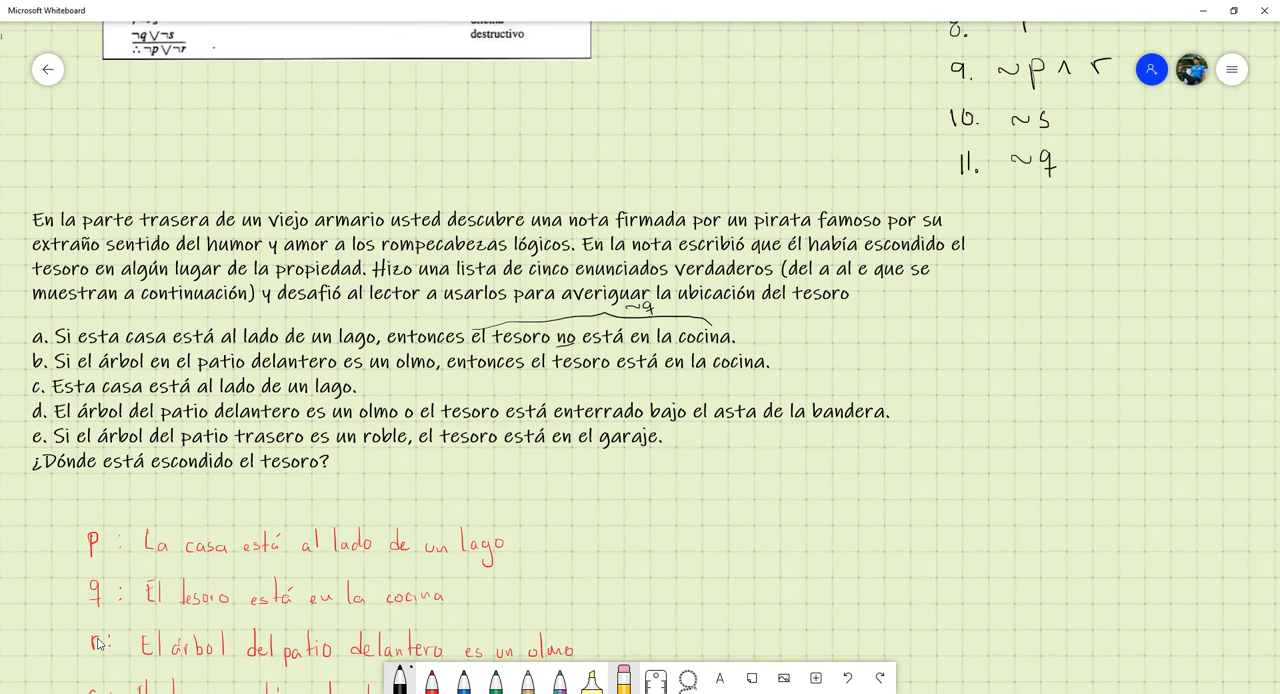 Microsoft Whiteboard
¬q∨¬s
∴¬p∨¬r
destructivo
8.
9. ~p ∧ r
10. ~s
11. ~q
En la parte trasera de un viejo armario usted descubre una nota firmada por un pirata famoso por su
extraño sentido del humor y amor a los rompecabezas lógicos. En la nota escribió que él había escondido el
tesoro en algún lugar de la propiedad. Hizo una lista de cinco enunciados verdaderos (del a al e que se
muestran a continuación) y desafió al lector a usarlos para averiguar la ubicación del tesoro
~q
a. Si esta casa está al lado de un lago, entonces el tesoro no está en la cocina.
b. Si el árbol en el patio delantero es un olmo, entonces el tesoro está en la cocina.
c. Esta casa está al lado de un lago.
d. El árbol del patio delantero es un olmo o el tesoro está enterrado bajo el asta de la bandera.
e. Si el árbol del patio trasero es un roble, el tesoro está en el garaje.
¿Dónde está escondido el tesoro?
p : La casa está al lado de un lago
q : El tesoro está en la cocina
r : El árbol del patio delantero es un olmo
A